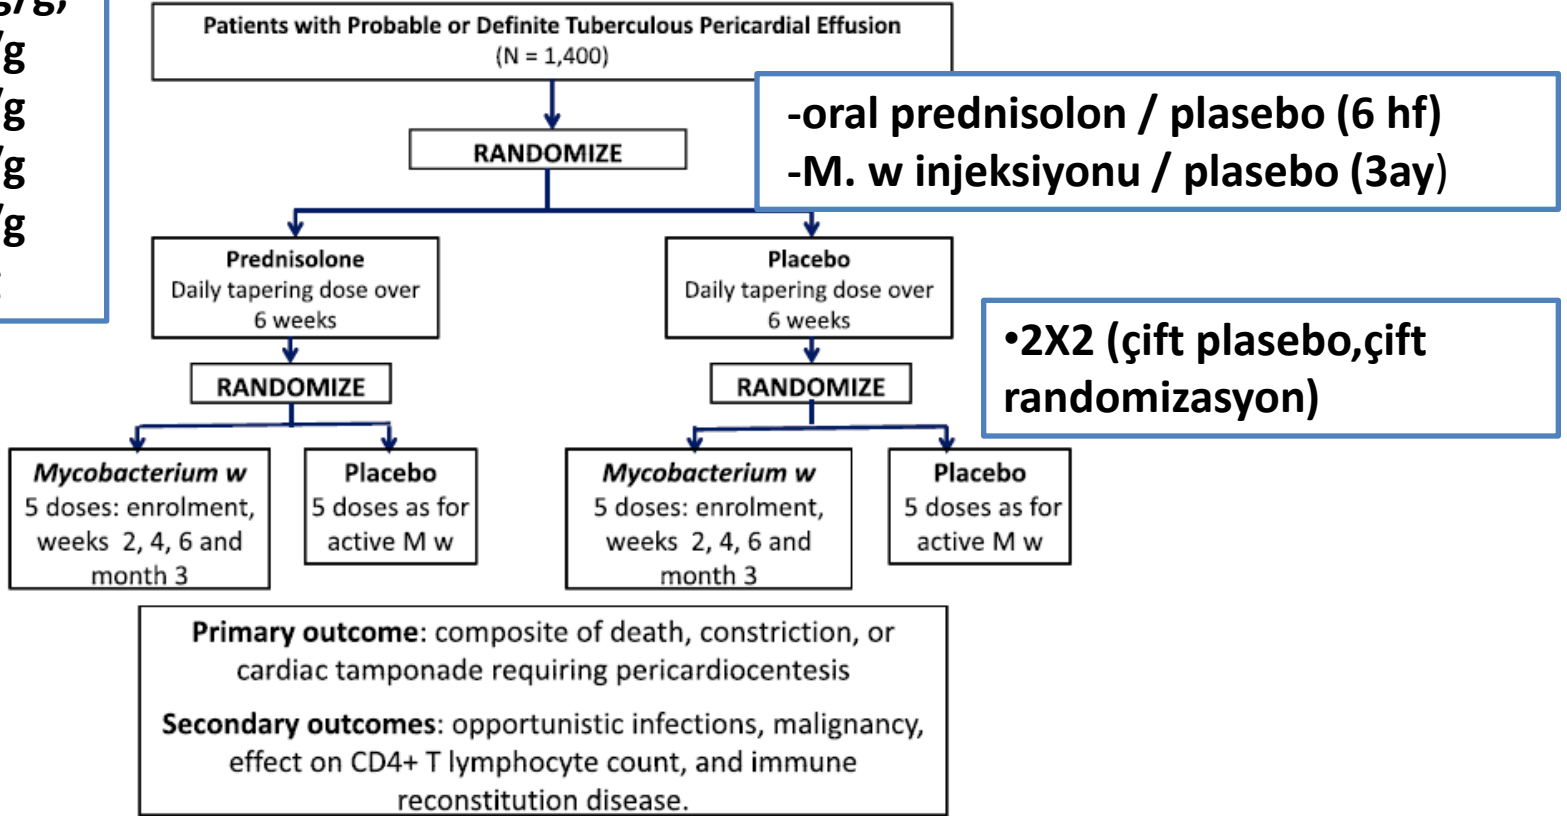 /g
/g
/g
/g
Patients with Probable or Definite Tuberculous Pericardial Effusion
(N = 1,400)
-oral prednisolon / plasebo (6 hf)
-M. w injeksiyonu / plasebo (3ay)
RANDOMIZE
Prednisolone
Daily tapering dose over
6 weeks
Placebo
Daily tapering dose over
6 weeks
•2X2 (çift plasebo,çift
randomizasyon)
RANDOMIZE
RANDOMIZE
Mycobacterium w
5 doses: enrolment,
weeks 2, 4, 6 and
month 3
Placebo
5 doses as for
active M w
Mycobacterium w
5 doses: enrolment,
weeks 2, 4, 6 and
month 3
Placebo
5 doses as for
active M w
Primary outcome: composite of death, constriction, or
cardiac tamponade requiring pericardiocentesis
Secondary outcomes: opportunistic infections, malignancy,
effect on CD4+ T lymphocyte count, and immune
reconstitution disease.